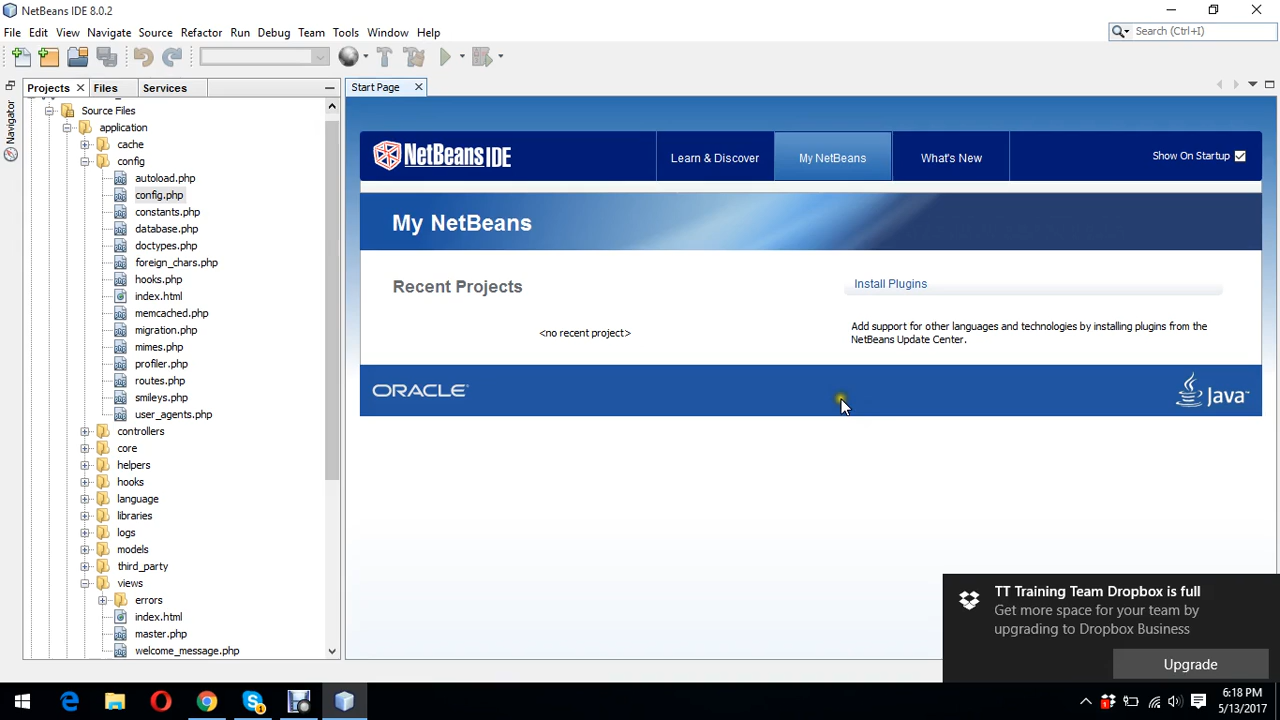 NetBeans IDE 8.0.2
File Edit View Navigate Source Refactor Run Debug Team Tools Window Help
Search (Ctrl+I)
Projects Files Services
Start Page
Navigator
Source Files
application
cache
config
autoload.php
config.php
constants.php
database.php
doctypes.php
foreign_chars.php
hooks.php
index.html
memcached.php
migration.php
mimes.php
profiler.php
routes.php
smileys.php
user_agents.php
controllers
core
helpers
hooks
language
libraries
logs
models
third_party
views
errors
index.html
master.php
welcome_message.php
NetBeans IDE
Learn & Discover
My NetBeans
What's New
Show On Startup
My NetBeans
Recent Projects
<no recent project>
Install Plugins
Add support for other languages and technologies by installing plugins from the
NetBeans Update Center.
ORACLE
Java
TT Training Team Dropbox is full
Get more space for your team by
upgrading to Dropbox Business
Upgrade
6:18 PM
5/13/2017